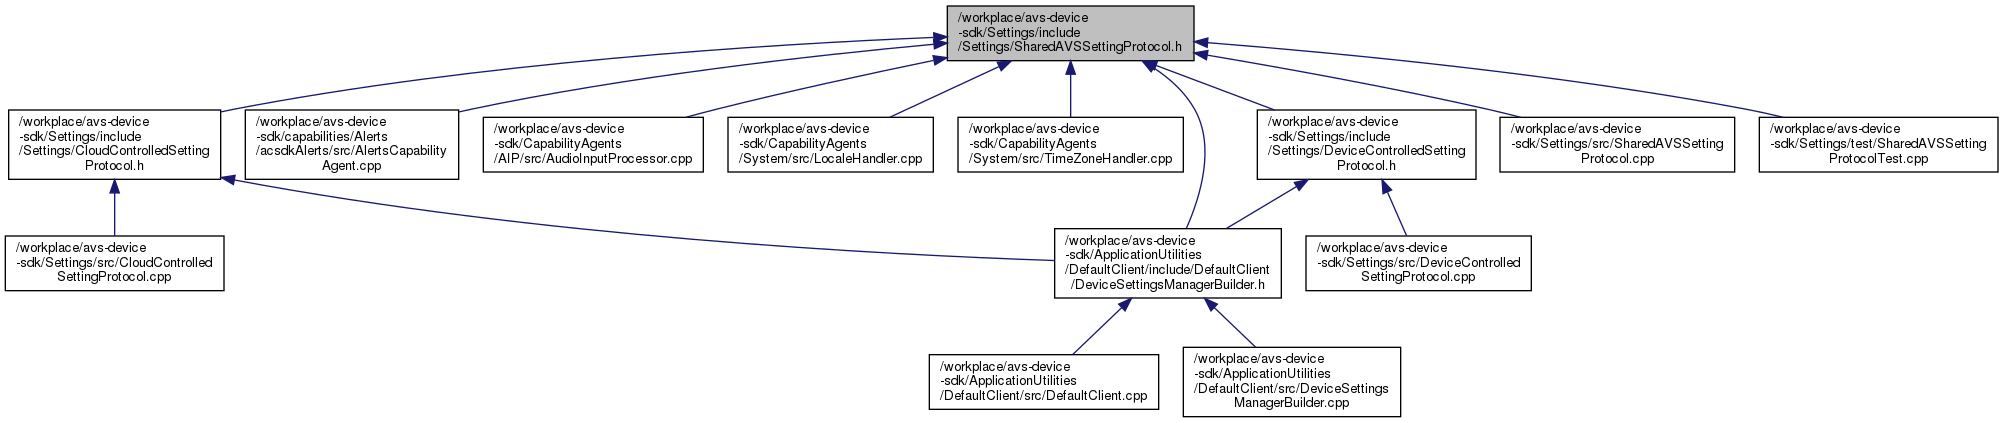 /workplace/avs-device
-sdk/Settings/include
/Settings/SharedAVSSettingProtocol.h
/workplace/avs-device
-sdk/Settings/include
/Settings/CloudControlledSetting
Protocol.h
/workplace/avs-device
-sdk/capabilities/Alerts
/acsdkAlerts/src/AlertsCapability
Agent.cpp
/workplace/avs-device
-sdk/CapabilityAgents
/AIP/src/AudioInputProcessor.cpp
/workplace/avs-device
-sdk/CapabilityAgents
/System/src/LocaleHandler.cpp
/workplace/avs-device
-sdk/CapabilityAgents
/System/src/TimeZoneHandler.cpp
/workplace/avs-device
-sdk/Settings/include
/Settings/DeviceControlledSetting
Protocol.h
/workplace/avs-device
-sdk/Settings/src/SharedAVSSetting
Protocol.cpp
/workplace/avs-device
-sdk/Settings/test/SharedAVSSetting
ProtocolTest.cpp
/workplace/avs-device
-sdk/Settings/src/CloudControlled
SettingProtocol.cpp
/workplace/avs-device
-sdk/ApplicationUtilities
/DefaultClient/include/DefaultClient
/DeviceSettingsManagerBuilder.h
/workplace/avs-device
-sdk/Settings/src/DeviceControlled
SettingProtocol.cpp
/workplace/avs-device
-sdk/ApplicationUtilities
/DefaultClient/src/DefaultClient.cpp
/workplace/avs-device
-sdk/ApplicationUtilities
/DefaultClient/src/DeviceSettings
ManagerBuilder.cpp